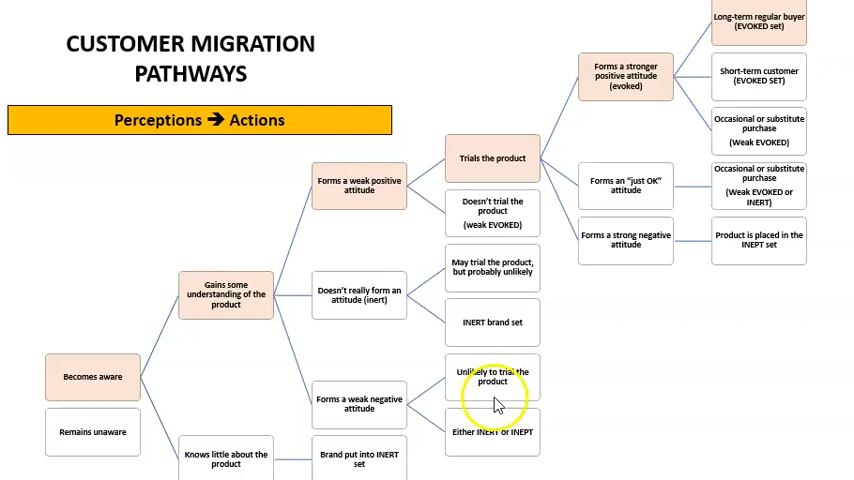 CUSTOMER MIGRATION
PATHWAYS
Perceptions ➔ Actions
Becomes aware
Remains unaware
Gains some
understanding of the
product
Knows little about the
product
Forms a weak positive
attitude
Doesn't really form an
attitude (inert)
Forms a weak negative
attitude
Brand put into INERT
set
Trials the product
Doesn't trial the
product
(weak EVOKED)
May trial the product,
but probably unlikely
INERT brand set
Unlikely to trial the
product
Either INERT or INEPT
Forms a stronger
positive attitude
(evoked)
Forms an “just OK”
attitude
Forms a strong negative
attitude
Long-term regular buyer
(EVOKED set)
Short-term customer
(EVOKED SET)
Occasional or substitute
purchase
(Weak EVOKED)
Occasional or substitute
purchase
(Weak EVOKED or
INERT)
Product is placed in the
INEPT set